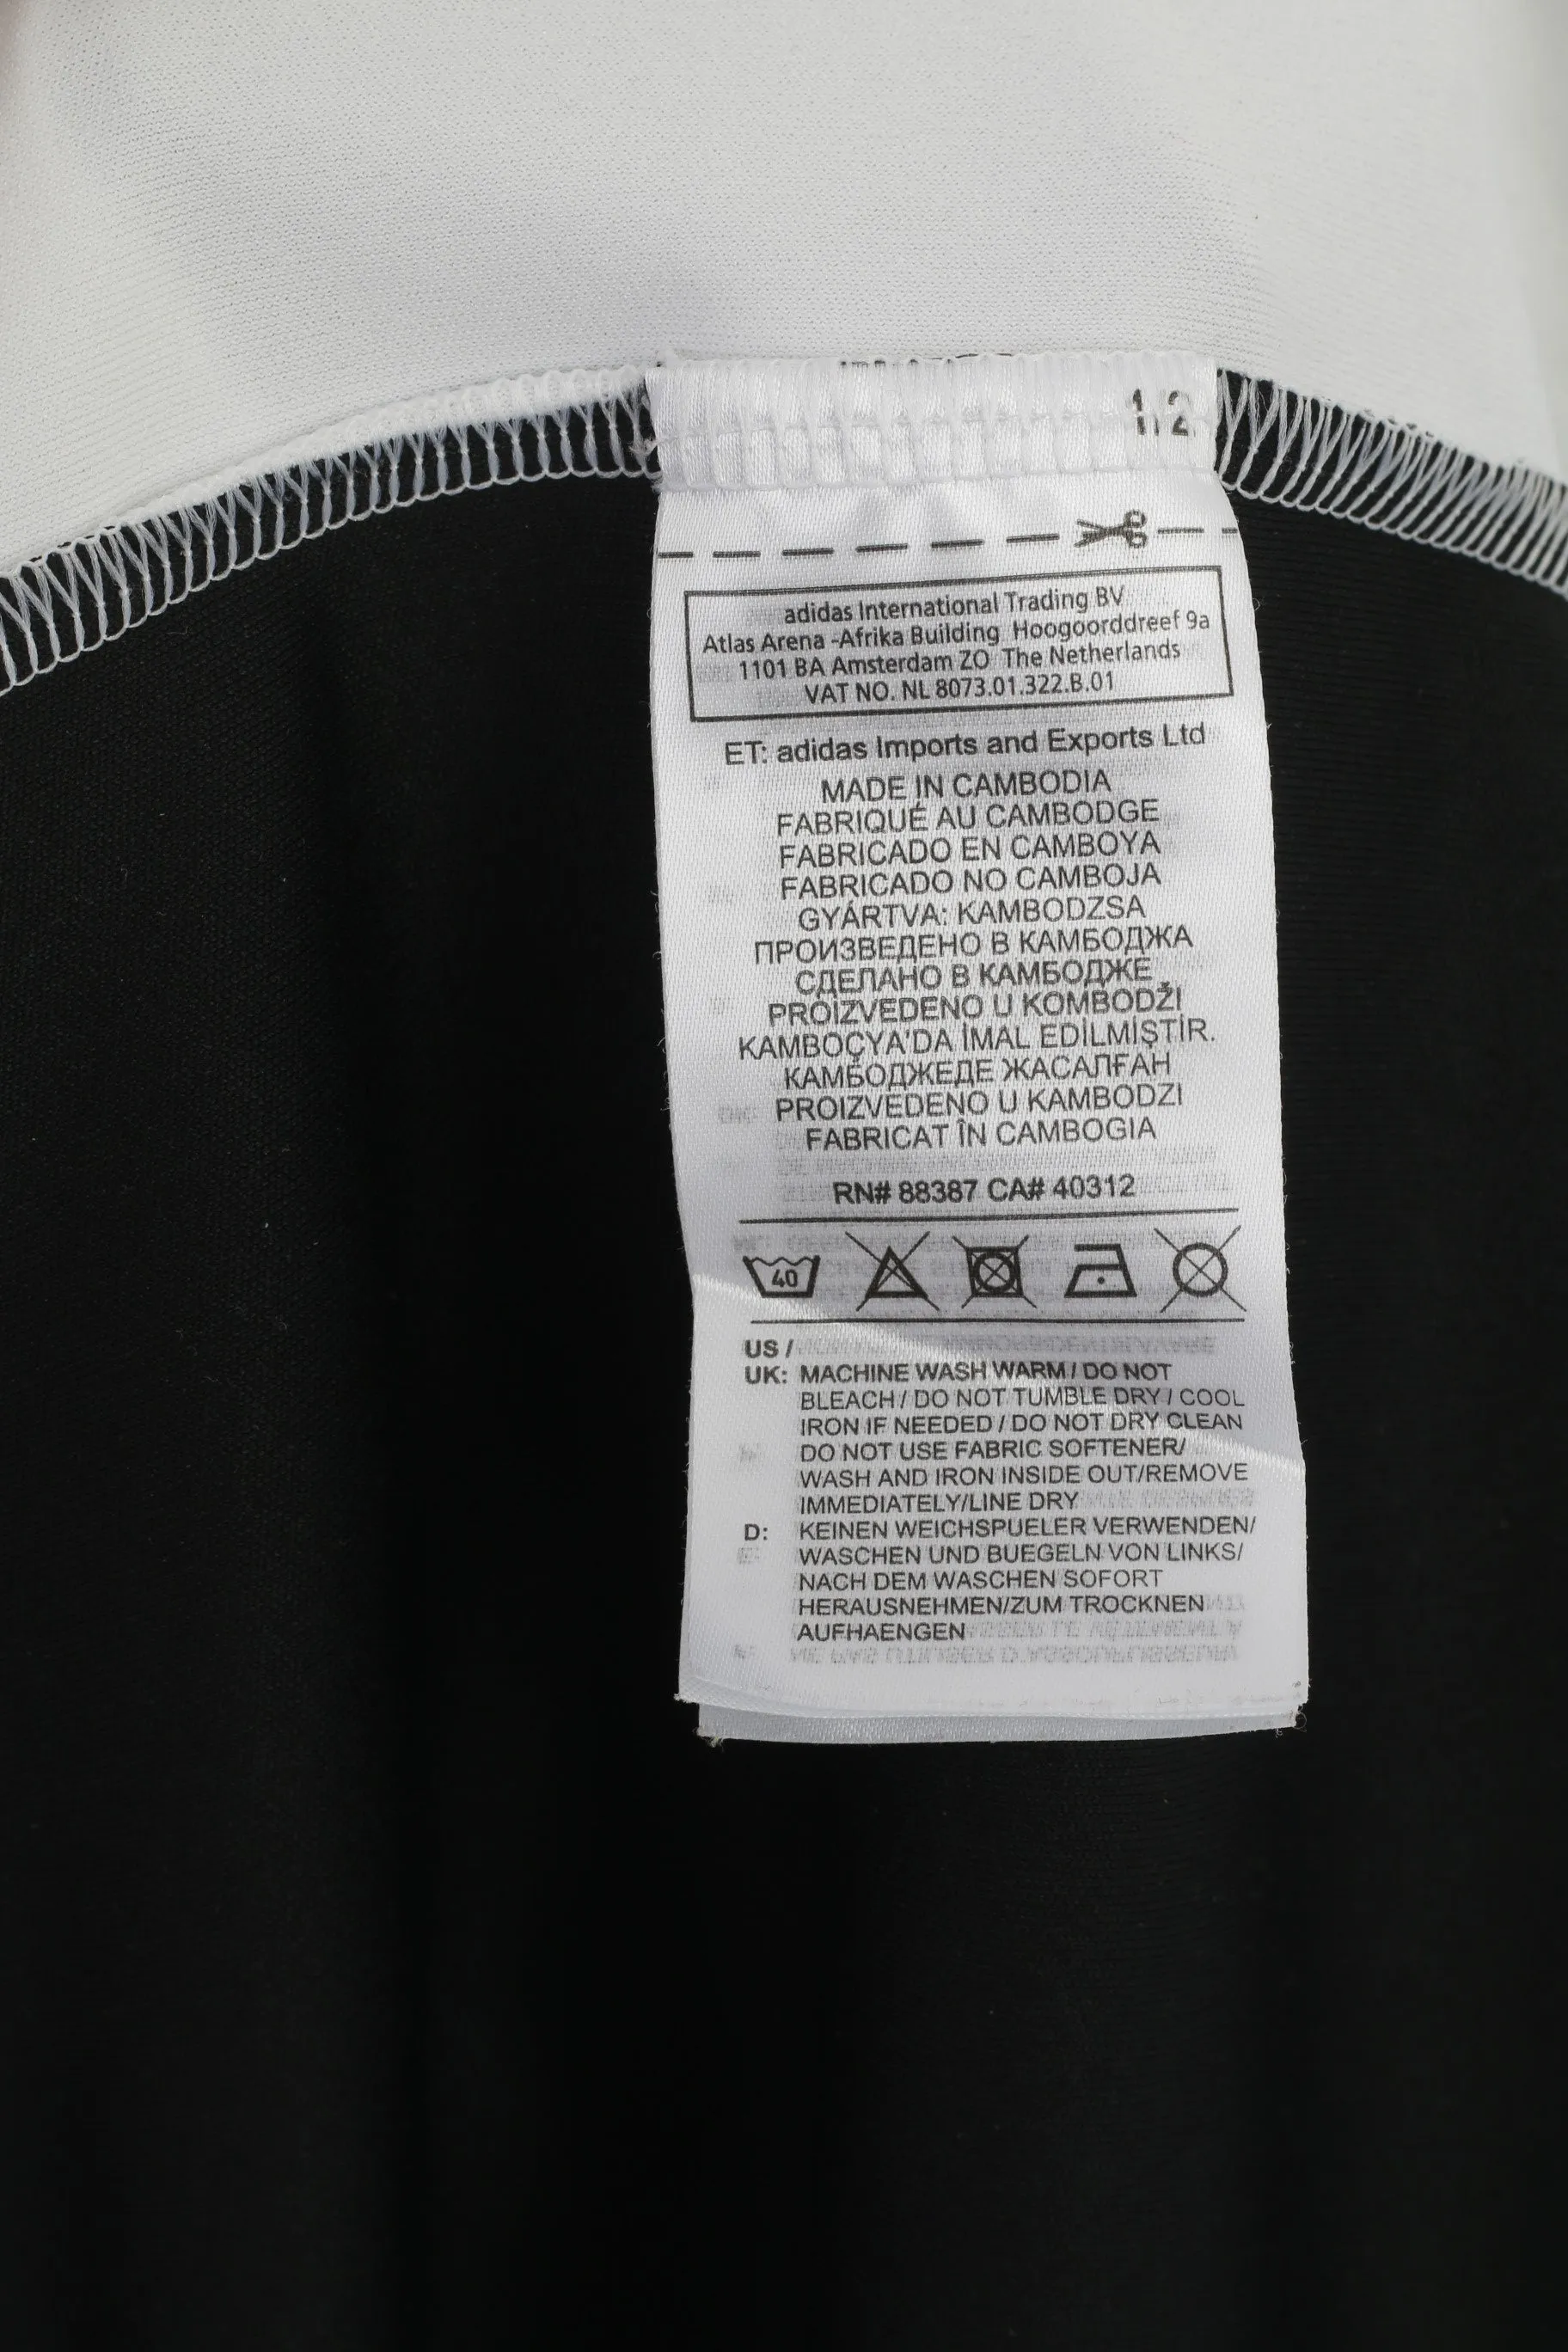 1/2
adidas International Trading BV
Atlas Arena -Afrika Building Hoogoorddreef 9a
1101 BA Amsterdam ZO The Netherlands
VAT NO. NL 8073.01.322.B.01
ET: adidas Imports and Exports Ltd
MADE IN CAMBODIA
FABRIQUÉ AU CAMBODGE
FABRICADO EN CAMBOYA
FABRICADO NO CAMBOJA
GYÁRTVA: KAMBODZSA
ПРОИЗВЕДЕНО В КАМБОДЖА
СДЕЛАНО В КАМБОДЖЕ
PROIZVEDENO U KOMBODŽI
KAMBOÇYA'DA İMAL EDİLMİŞTİR.
КАМБОДЖЕДЕ ЖАСАЛҒАН
PROIZVEDENO U KAMBODZI
FABRICAT ÎN CAMBOGIA
RN# 88387 CA# 40312
40
US /
UK: MACHINE WASH WARM / DO NOT
BLEACH / DO NOT TUMBLE DRY / COOL
IRON IF NEEDED / DO NOT DRY CLEAN
DO NOT USE FABRIC SOFTENER/
WASH AND IRON INSIDE OUT/REMOVE
IMMEDIATELY/LINE DRY
D: KEINEN WEICHSPUELER VERWENDEN/
WASCHEN UND BUEGELN VON LINKS/
NACH DEM WASCHEN SOFORT
HERAUSNEHMEN/ZUM TROCKNEN
AUFHAENGEN